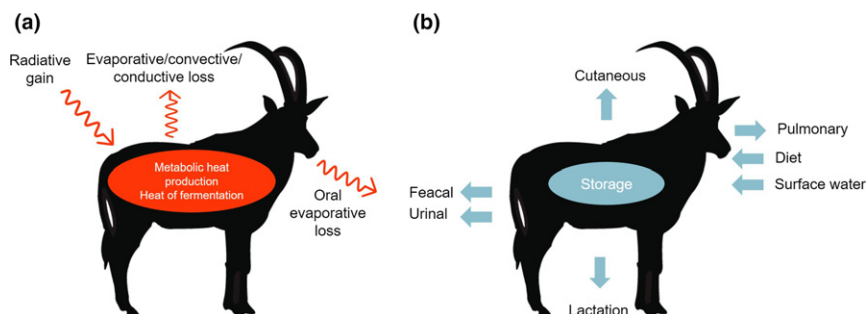 (a)
Radiative
gain
Evaporative/convective/
conductive loss
Metabolic heat
production
Heat of fermentation
Oral
evaporative
loss
(b)
Cutaneous
Pulmonary
Diet
Surface water
Storage
Feacal
Urinal
Lactation